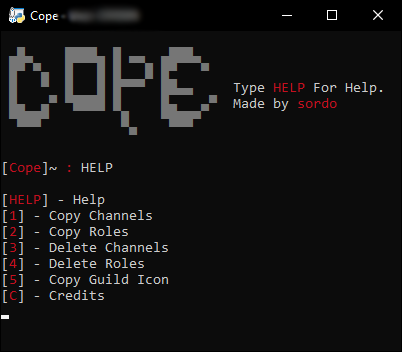 Cope -
COPE
Type HELP For Help.
Made by sordo
[Cope]~ : HELP
[HELP] - Help
[1] - Copy Channels
[2] - Copy Roles
[3] - Delete Channels
[4] - Delete Roles
[5] - Copy Guild Icon
[C] - Credits